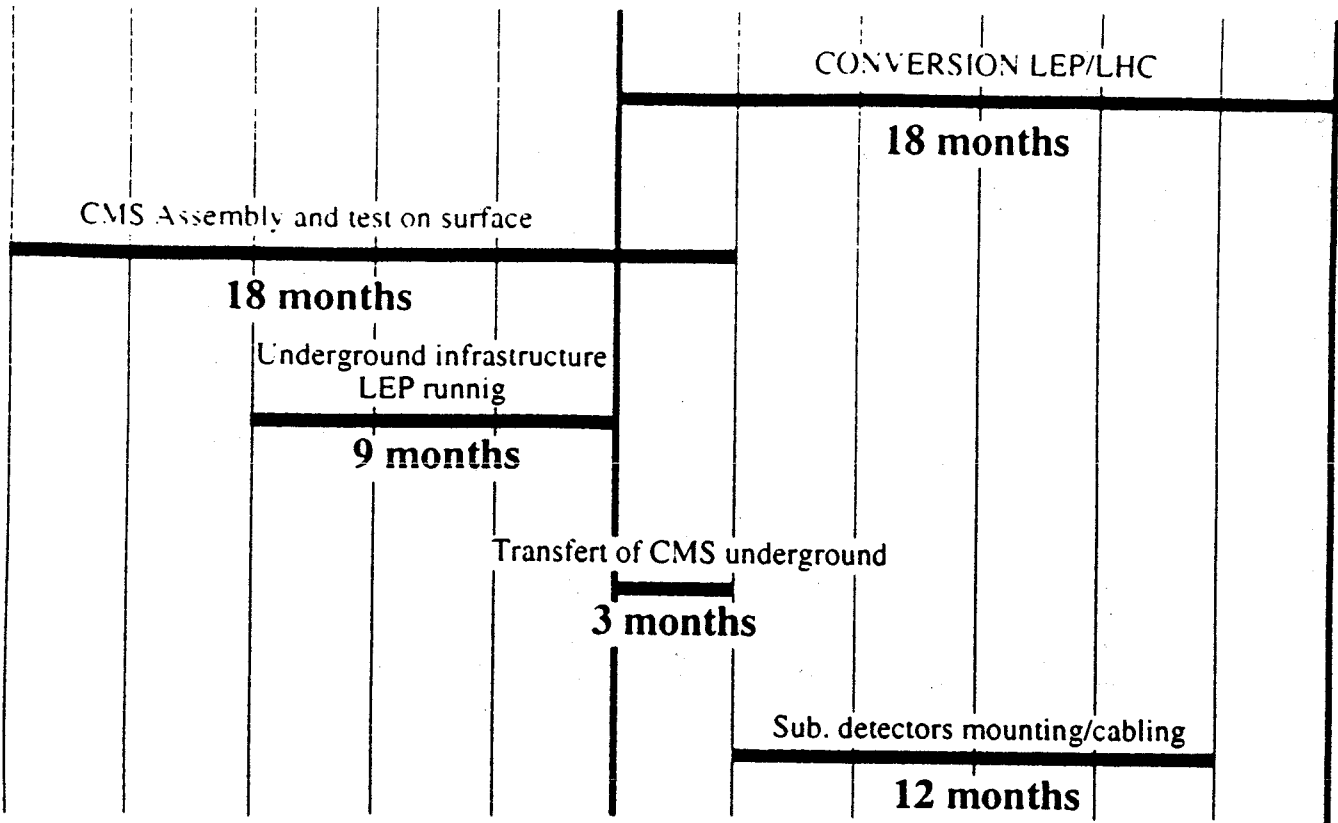 CONVERSION LEP/LHC
18 months
CMS Assembly and test on surface
18 months
Underground infrastructure
LEP runnig
9 months
Transfert of CMS underground
3 months
Sub. detectors mounting/cabling
12 months